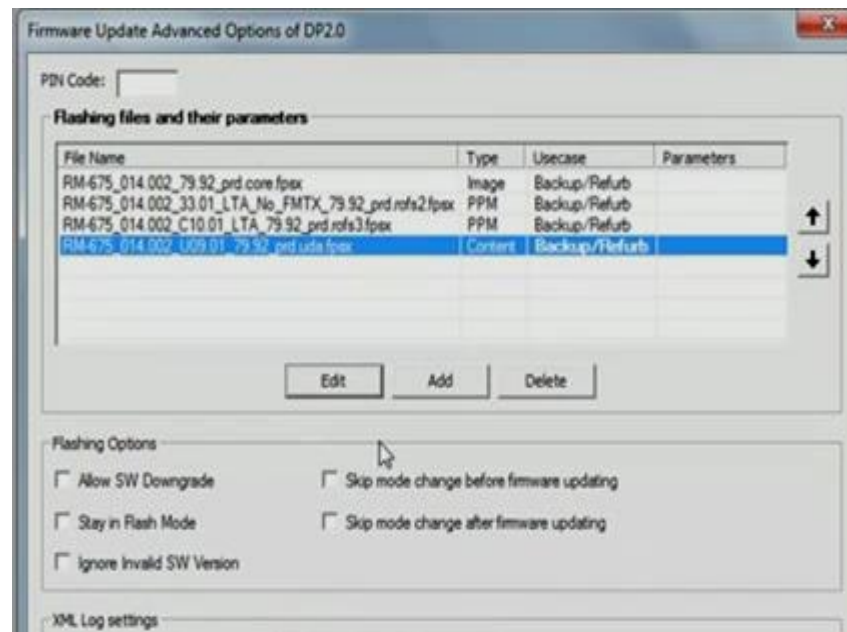 Firmware Update Advanced Options of DP2.0
PIN Code:
Flashing files and their parameters
File Name Type Usecase Parameters
RM-675_014.002_79.92_prd.core.fpsx Image Backup/Refurb
RM-675_014.002_33.01_LTA_No_FMTX_79.92_prd.rofs2.fpsx PPM Backup/Refurb
RM-675_014.002_C10.01_LTA_79.92_prd.rofs3.fpsx PPM Backup/Refurb
RM-675_014.002_U09.01_79.92_prd.uda.fpsx Content Backup/Refurb
Edit Add Delete
Flashing Options
Allow SW Downgrade Skip mode change before firmware updating
Stay in Flash Mode Skip mode change after firmware updating
Ignore Invalid SW Version
XML Log settings